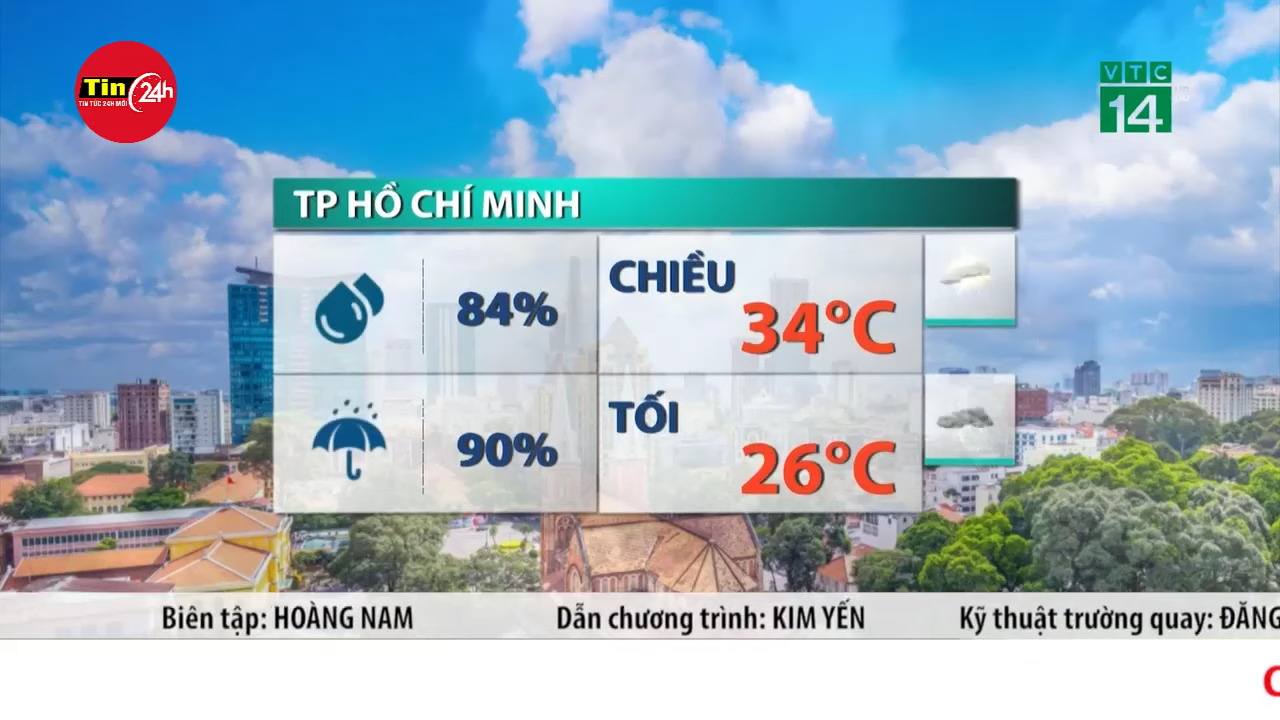 Tin 24h
TIN TỨC 24H MỚI
VTC
14
TP HỒ CHÍ MINH
84%
CHIỀU
34°C
90%
TỐI
26°C
Biên tập: HOÀNG NAM
Dẫn chương trình: KIM YẾN
Kỹ thuật trường quay: ĐĂNG